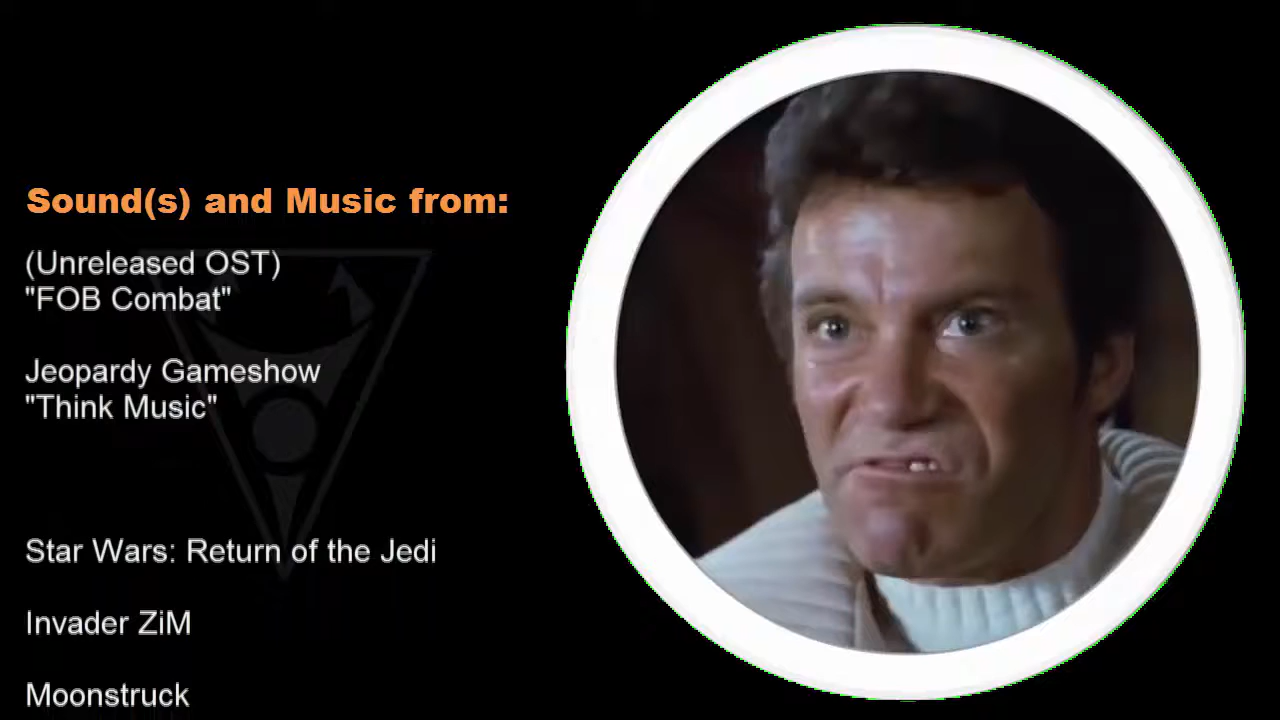 Sound(s) and Music from:
(Unreleased OST)
"FOB Combat"
Jeopardy Gameshow
"Think Music"
Star Wars: Return of the Jedi
Invader ZiM
Moonstruck